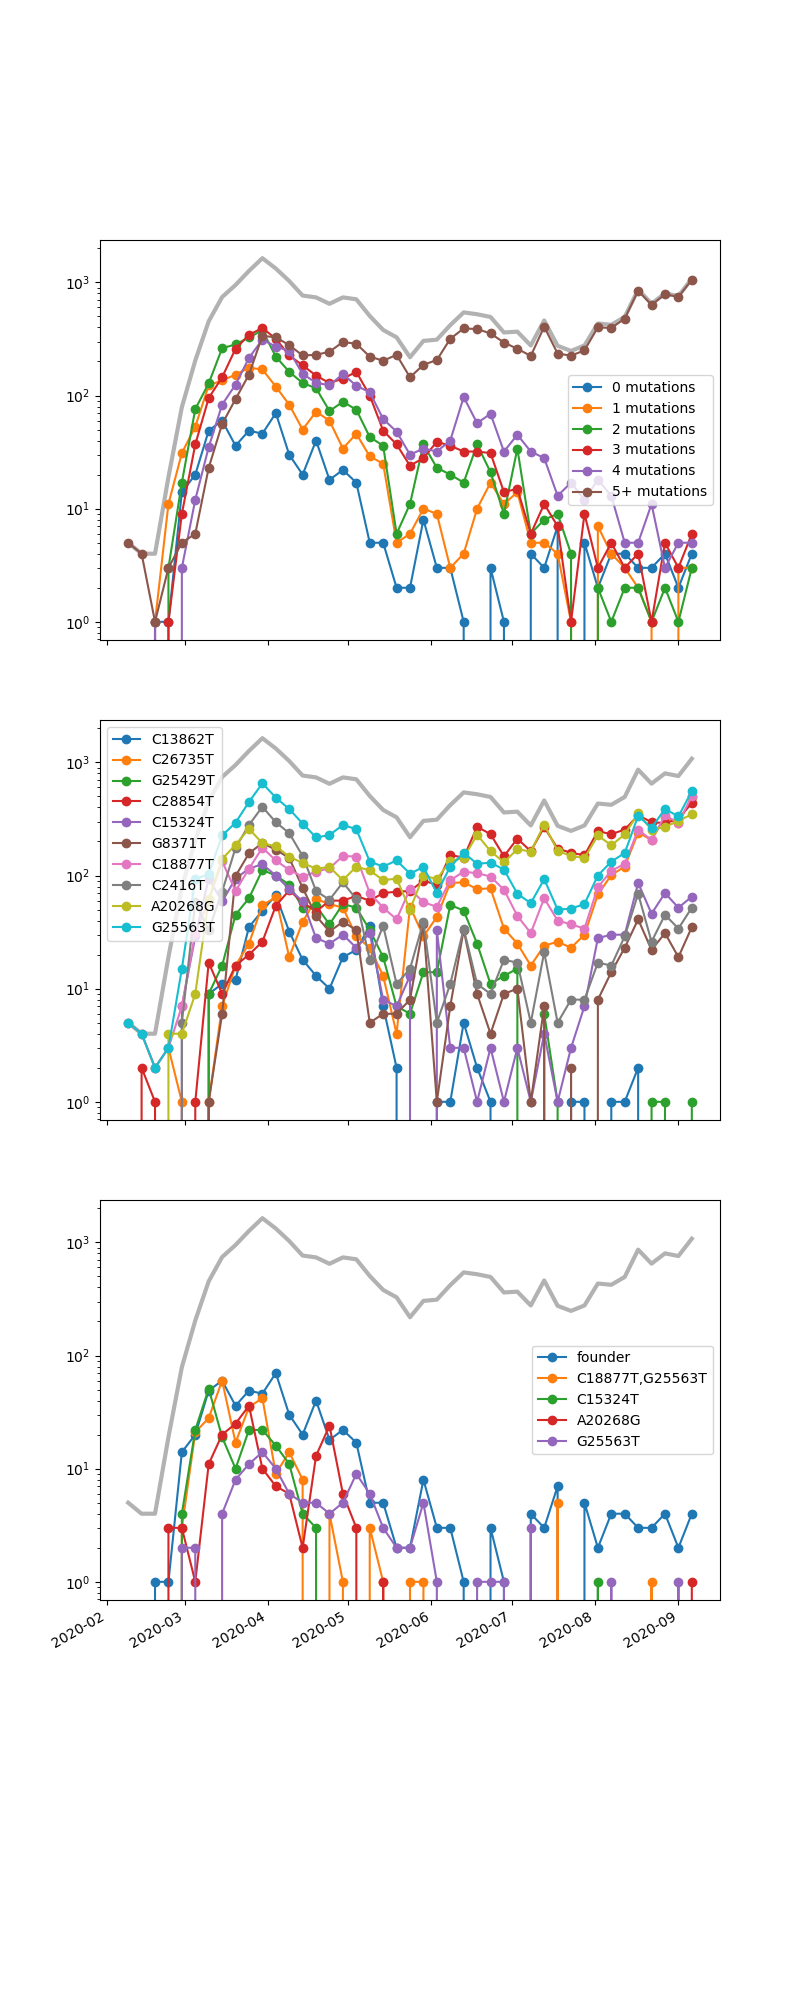 10³
10²
10¹
10⁰
0 mutations
1 mutations
2 mutations
3 mutations
4 mutations
5+ mutations
10³
10²
10¹
10⁰
C13862T
C26735T
G25429T
C28854T
C15324T
G8371T
C18877T
C2416T
A20268G
G25563T
10³
10²
10¹
10⁰
founder
C18877T,G25563T
C15324T
A20268G
G25563T
2020-02
2020-03
2020-04
2020-05
2020-06
2020-07
2020-08
2020-09